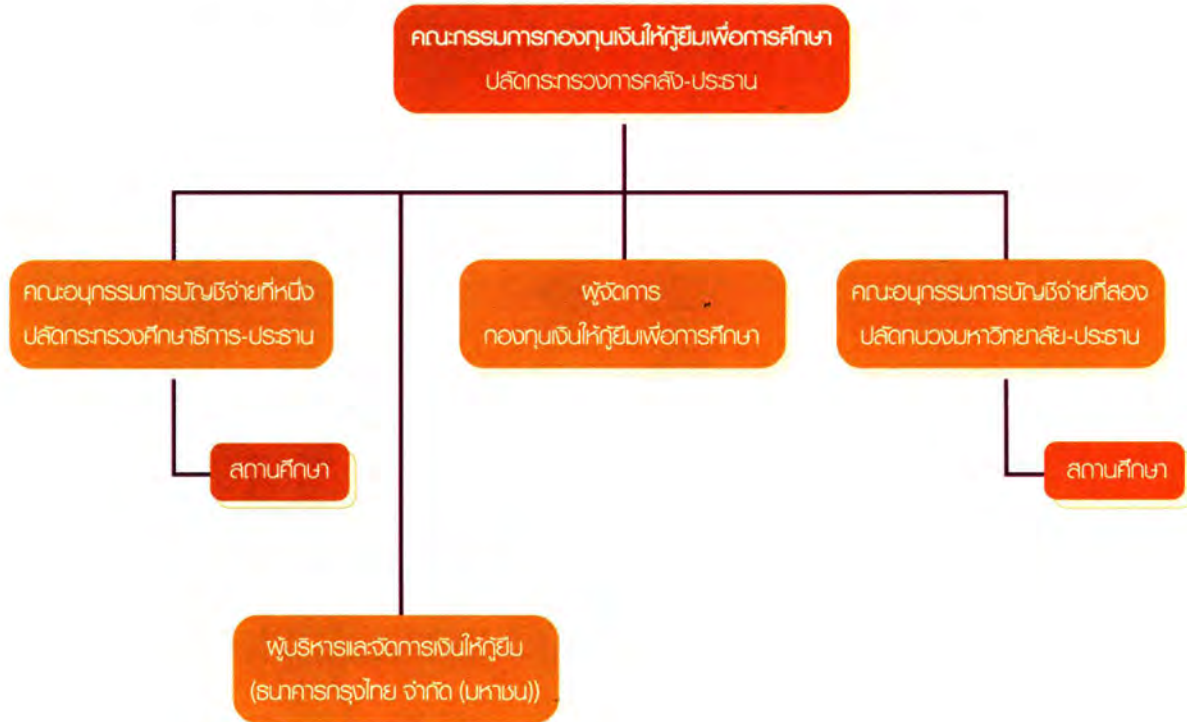 คณะกรรมการกองทุนเงินให้กู้ยืมเพื่อการศึกษา
ปลัดกระทรวงการคลัง-ประธาน
คณะอนุกรรมการบัญชีจ่ายที่หนึ่ง
ปลัดกระทรวงศึกษาธิการ-ประธาน
ผู้จัดการ
กองทุนเงินให้กู้ยืมเพื่อการศึกษา
คณะอนุกรรมการบัญชีจ่ายที่สอง
ปลัดทบวงมหาวิทยาลัย-ประธาน
สถานศึกษา
สถานศึกษา
ผู้บริหารและจัดการเงินให้กู้ยืม
(ธนาคารกรุงไทย จำกัด (มหาชน))